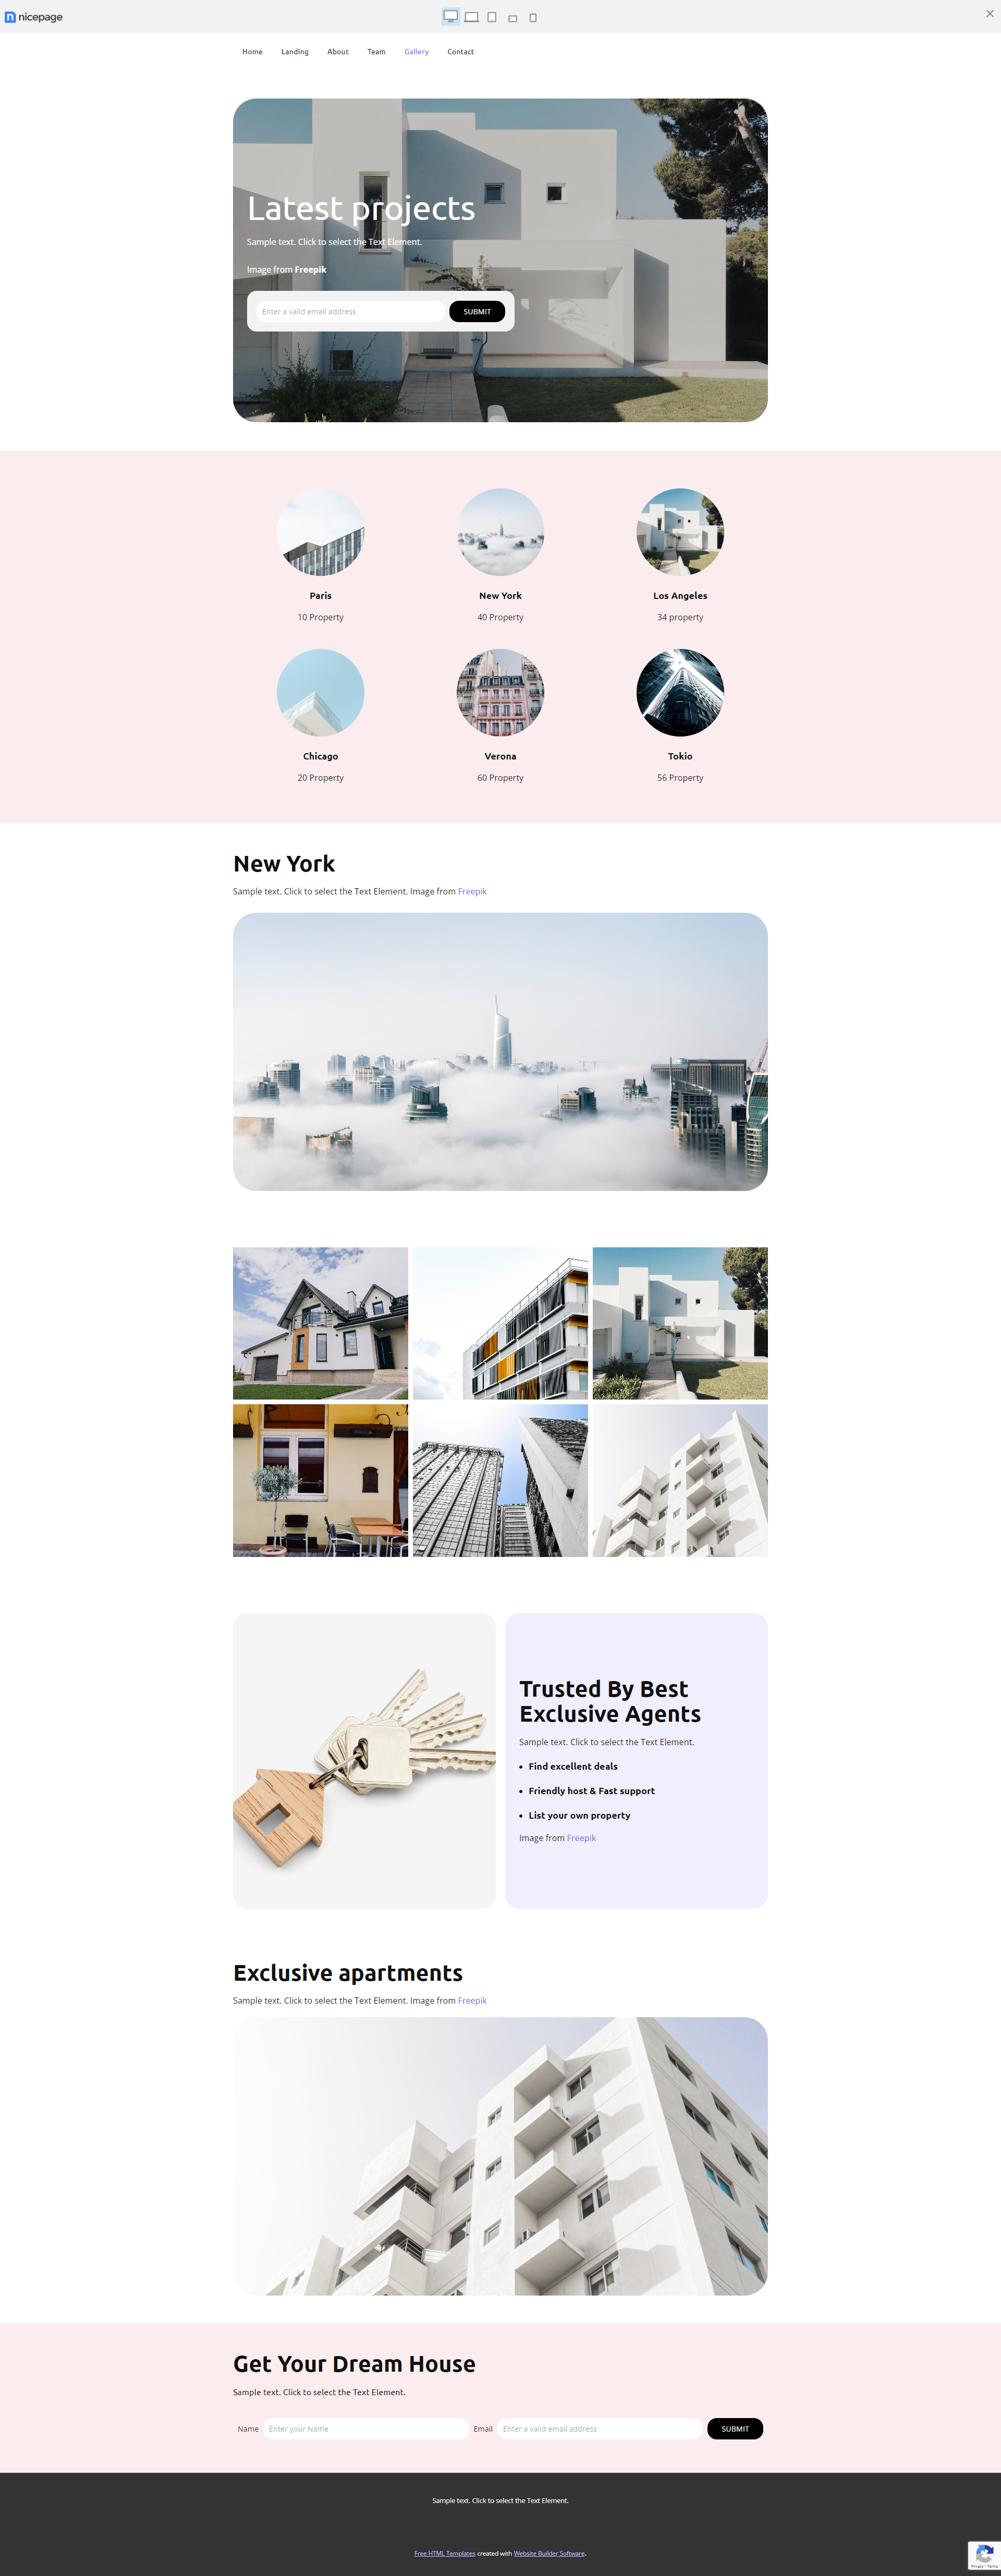 nicepage
Home Landing About Team Gallery Contact
Latest projects
Sample text. Click to select the Text Element.
Image from Freepik
Enter a valid email address SUBMIT
Paris New York Los Angeles
10 Property 40 Property 34 property
Chicago Verona Tokio
20 Property 60 Property 56 Property
New York
Sample text. Click to select the Text Element. Image from Freepik
Trusted By Best
Exclusive Agents
Sample text. Click to select the Text Element.
Find excellent deals
Friendly host & Fast support
List your own property
Image from Freepik
Exclusive apartments
Sample text. Click to select the Text Element. Image from Freepik
Get Your Dream House
Sample text. Click to select the Text Element.
Name Enter your Name Email Enter a valid email address SUBMIT
Sample text. Click to select the Text Element.
Free HTML Templates created with Website Builder Software.
Privacy - Terms